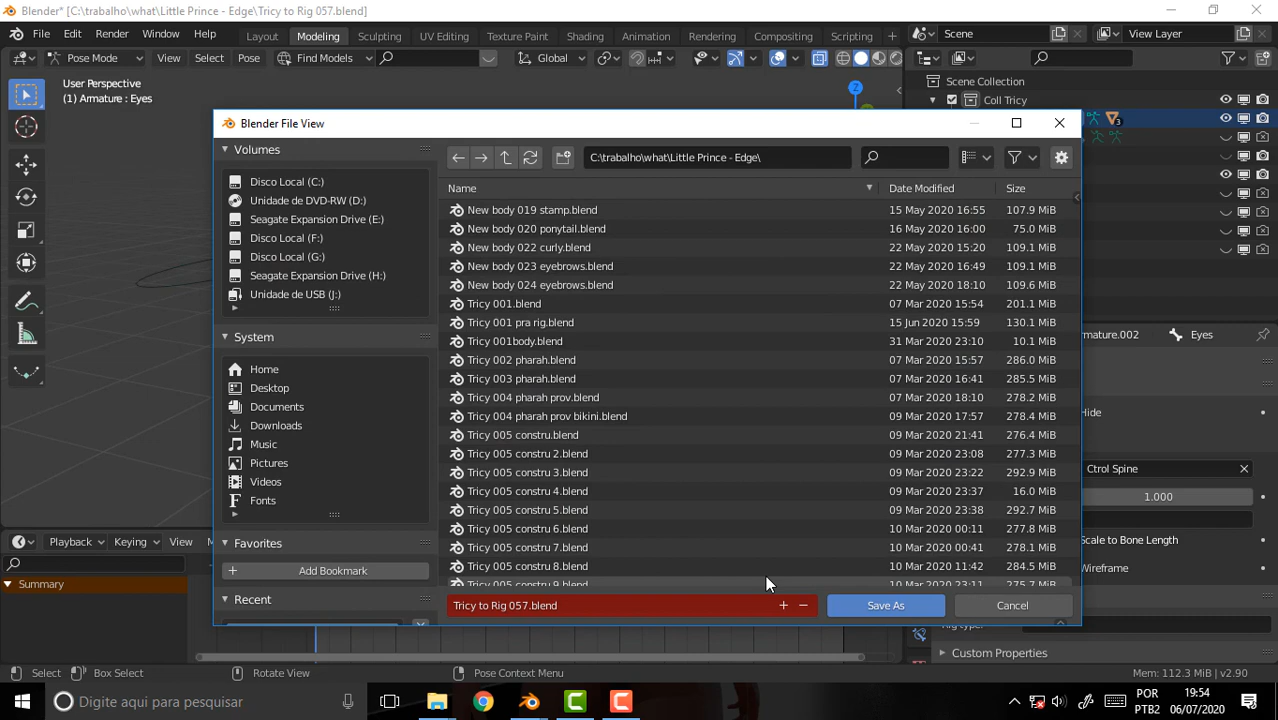 Blender* [C:\trabalho\what\Little Prince - Edge\Tricy to Rig 057.blend]
File Edit Render Window Help Layout Modeling Sculpting UV Editing Texture Paint Shading Animation Rendering Compositing Scripting + Scene View Layer
Pose Mode View Select Pose Find Models Global
User Perspective
(1) Armature : Eyes
Z
Scene Collection
Coll Tricy
3
Blender File View
Volumes
Disco Local (C:)
Unidade de DVD-RW (D:)
Seagate Expansion Drive (E:)
Disco Local (F:)
Disco Local (G:)
Seagate Expansion Drive (H:)
Unidade de USB (J:)
System
Home
Desktop
Documents
Downloads
Music
Pictures
Videos
Fonts
Favorites
+ Add Bookmark
Recent
C:\trabalho\what\Little Prince - Edge\
Name Date Modified Size
New body 019 stamp.blend 15 May 2020 16:55 107.9 MiB
New body 020 ponytail.blend 16 May 2020 16:00 75.0 MiB
New body 022 curly.blend 22 May 2020 15:20 109.1 MiB
New body 023 eyebrows.blend 22 May 2020 16:49 109.1 MiB
New body 024 eyebrows.blend 22 May 2020 18:10 109.6 MiB
Tricy 001.blend 07 Mar 2020 15:54 201.1 MiB
Tricy 001 pra rig.blend 15 Jun 2020 15:59 130.1 MiB
Tricy 001body.blend 31 Mar 2020 23:10 10.1 MiB
Tricy 002 pharah.blend 07 Mar 2020 15:57 286.0 MiB
Tricy 003 pharah.blend 07 Mar 2020 16:41 285.5 MiB
Tricy 004 pharah prov.blend 07 Mar 2020 18:10 278.2 MiB
Tricy 004 pharah prov bikini.blend 09 Mar 2020 17:57 278.4 MiB
Tricy 005 constru.blend 09 Mar 2020 21:41 276.4 MiB
Tricy 005 constru 2.blend 09 Mar 2020 23:08 277.3 MiB
Tricy 005 constru 3.blend 09 Mar 2020 23:22 292.9 MiB
Tricy 005 constru 4.blend 09 Mar 2020 23:37 16.0 MiB
Tricy 005 constru 5.blend 09 Mar 2020 23:38 292.7 MiB
Tricy 005 constru 6.blend 10 Mar 2020 00:11 277.8 MiB
Tricy 005 constru 7.blend 10 Mar 2020 00:41 278.1 MiB
Tricy 005 constru 8.blend 10 Mar 2020 11:42 284.5 MiB
Tricy 005 constru 9.blend 10 Mar 2020 23:11 275.7 MiB
Tricy to Rig 057.blend + − Save As Cancel
Eyes
Hide
Ctrol Spine
1.000
Scale to Bone Length
Wireframe
Custom Properties
Playback Keying View
Summary
Select Box Select Rotate View Pose Context Menu Mem: 112.3 MiB | v2.90
Digite aqui para pesquisar
POR
PTB2
19:54
06/07/2020